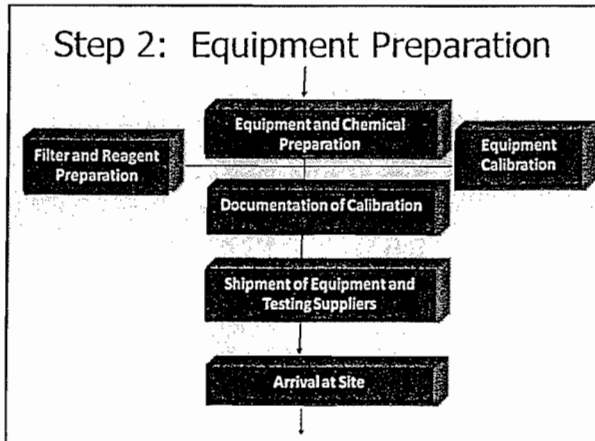 Step 2: Equipment Preparation
Equipment and Chemical
Preparation
Filter and Reagent
Preparation
Equipment
Calibration
Documentation of Calibration
Shipment of Equipment and
Testing Suppliers
Arrival at Site